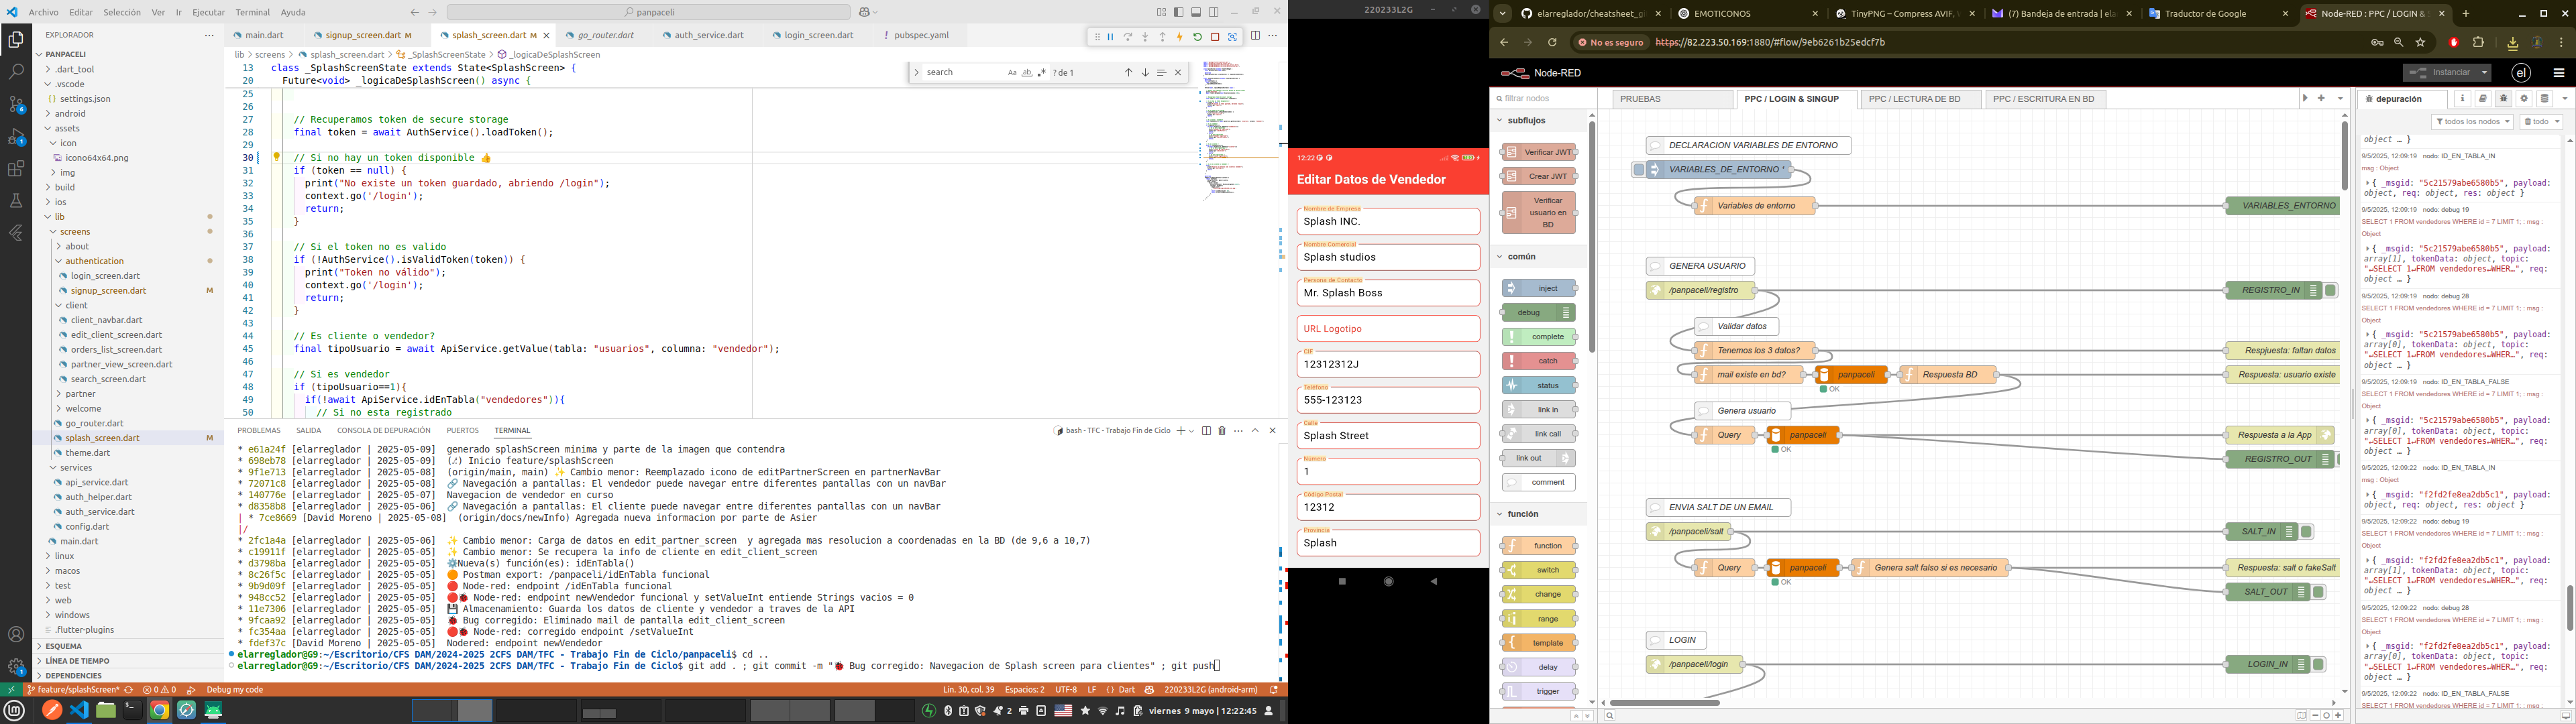 Archivo Editar Selección Ver Ir Ejecutar Terminal Ayuda
panpaceli
EXPLORADOR
PANPACELI
.dart_tool
.vscode
settings.json
android
assets
icon
icono64x64.png
img
build
ios
lib
screens
about
authentication
login_screen.dart
signup_screen.dart M
client
client_navbar.dart
edit_client_screen.dart
orders_list_screen.dart
partner_view_screen.dart
search_screen.dart
partner
welcome
go_router.dart
splash_screen.dart M
theme.dart
services
api_service.dart
auth_helper.dart
auth_service.dart
config.dart
main.dart
linux
macos
test
web
windows
.flutter-plugins
ESQUEMA
LÍNEA DE TIEMPO
DEPENDENCIES
main.dart signup_screen.dart M splash_screen.dart M go_router.dart auth_service.dart login_screen.dart pubspec.yaml
lib > screens > splash_screen.dart > _SplashScreenState > _logicaDeSplashScreen
search
? de 1
13 class _SplashScreenState extends State<SplashScreen> {
20 Future<void> _logicaDeSplashScreen() async {
25
26
27 // Recuperamos token de secure storage
28 final token = await AuthService().loadToken();
29
30 // Si no hay un token disponible 👍
31 if (token == null) {
32 print("No existe un token guardado, abriendo /login");
33 context.go('/login');
34 return;
35 }
36
37 // Si el token no es valido
38 if (!AuthService().isValidToken(token)) {
39 print("Token no válido");
40 context.go('/login');
41 return;
42 }
43
44 // Es cliente o vendedor?
45 final tipoUsuario = await ApiService.getValue(tabla: "usuarios", columna: "vendedor");
46
47 // Si es vendedor
48 if (tipoUsuario==1){
49 if(!await ApiService.idEnTabla("vendedores")){
50 // Si no esta registrado
PROBLEMAS SALIDA CONSOLA DE DEPURACIÓN PUERTOS TERMINAL
bash - TFC - Trabajo Fin de Ciclo
* e61a24f [elarreglador | 2025-05-09] generado splashScreen minima y parte de la imagen que contendra
* 698eb78 [elarreglador | 2025-05-09] (⎇) Inicio feature/splashScreen
* 9f1e713 [elarreglador | 2025-05-08] (origin/main, main) ✨ Cambio menor: Reemplazado icono de editPartnerScreen en partnerNavBar
* 72071c8 [elarreglador | 2025-05-08] 🔗 Navegación a pantallas: El vendedor puede navegar entre diferentes pantallas con un navBar
* 140776e [elarreglador | 2025-05-07] Navegacion de vendedor en curso
* d8358b8 [elarreglador | 2025-05-06] 🔗 Navegación a pantallas: El cliente puede navegar entre diferentes pantallas con un navBar
| * 7ce8669 [David Moreno | 2025-05-08] (origin/docs/newInfo) Agregada nueva informacion por parte de Asier
|/
* 2fc1a4a [elarreglador | 2025-05-06] ✨ Cambio menor: Carga de datos en edit_partner_screen y agregada mas resolucion a coordenadas en la BD (de 9,6 a 10,7)
* c19911f [elarreglador | 2025-05-05] ✨ Cambio menor: Se recupera la info de cliente en edit_client_screen
* d3798ba [elarreglador | 2025-05-05] ⚙️Nueva(s) función(es): idEnTabla()
* 8c26f5c [elarreglador | 2025-05-05] 🟠 Postman export: /panpaceli/idEnTabla funcional
* 9b9d09f [elarreglador | 2025-05-05] 🔴 Node-red: endpoint /idEnTabla funcional
* 948cc52 [elarreglador | 2025-05-05] 🔴🐞 Node-red: endpoint newVendedor funcional y setValueInt entiende Strings vacios = 0
* 11e7306 [elarreglador | 2025-05-05] 💾 Almacenamiento: Guarda los datos de cliente y vendedor a traves de la API
* 9fcaa92 [elarreglador | 2025-05-05] 🐞 Bug corregido: Eliminado mail de pantalla edit_client_screen
* fc354aa [elarreglador | 2025-05-05] 🔴🐞 Node-red: corregido endpoint /setValueInt
* fdef37c [David Moreno | 2025-05-05] Nodered: endpoint newVendedor
elarreglador@G9:~/Escritorio/CFS DAM/2024-2025 2CFS DAM/TFC - Trabajo Fin de Ciclo/panpaceli$ cd ..
elarreglador@G9:~/Escritorio/CFS DAM/2024-2025 2CFS DAM/TFC - Trabajo Fin de Ciclo$ git add . ; git commit -m "🐞 Bug corregido: Navegacion de Splash screen para clientes" ; git push
feature/splashScreen* 0 0 Debug my code Lín. 30, col. 39 Espacios: 2 UTF-8 LF Dart 220233L2G (android-arm)
2 viernes 9 mayo | 12:22:45
220233L2G
12:22
Editar Datos de Vendedor
Nombre de Empresa
Splash INC.
Nombre Comercial
Splash studios
Persona de Contacto
Mr. Splash Boss
URL Logotipo
CIF
12312312J
Teléfono
555-123123
Calle
Splash Street
Número
1
Código Postal
12312
Provincia
Splash
elarreglador/cheatsheet_gi EMOTICONOS TinyPNG – Compress AVIF, (7) Bandeja de entrada | ela Traductor de Google Node-RED : PPC / LOGIN & S
No es seguro https://82.223.50.169:1880/#flow/9eb6261b25edcf7b
Node-RED
Instanciar
el
filtrar nodos
subflujos
Verificar JWT
Crear JWT
Verificar usuario en BD
común
inject
debug
complete
catch
status
link in
link call
link out
comment
función
function
switch
change
range
template
delay
trigger
PRUEBAS PPC / LOGIN & SINGUP PPC / LECTURA DE BD PPC / ESCRITURA EN BD
DECLARACION VARIABLES DE ENTORNO
VARIABLES_DE_ENTORNO
Variables de entorno VARIABLES_ENTORNO
GENERA USUARIO
/panpaceli/registro REGISTRO_IN
Validar datos
Tenemos los 3 datos? Respjuesta: faltan datos
mail existe en bd? panpaceli Respuesta BD Respuesta: usuario existe
OK
Genera usuario
Query panpaceli Respuesta a la App
OK
REGISTRO_OUT
ENVIA SALT DE UN EMAIL
/panpaceli/salt SALT_IN
Query panpaceli Genera salt falso si es necesario Respuesta: salt o fakeSalt
OK
SALT_OUT
LOGIN
/panpaceli/login LOGIN_IN
depuración
todos los nodos todo
object … }
9/5/2025, 12:09:19 nodo: ID_EN_TABLA_IN
msg : Object
{ _msgid: "5c21579abe6580b5", payload: object, req: object, res: object }
9/5/2025, 12:09:19 nodo: debug 19
SELECT 1 FROM vendedores WHERE id = 7 LIMIT 1; : msg : Object
{ _msgid: "5c21579abe6580b5", payload: array[1], tokenData: object, topic: "↵SELECT 1↵FROM vendedores↵WHER…", req: object … }
9/5/2025, 12:09:19 nodo: debug 28
SELECT 1 FROM vendedores WHERE id = 7 LIMIT 1; : msg : Object
{ _msgid: "5c21579abe6580b5", payload: array[0], tokenData: object, topic: "↵SELECT 1↵FROM vendedores↵WHER…", req: object … }
9/5/2025, 12:09:19 nodo: ID_EN_TABLA_FALSE
SELECT 1 FROM vendedores WHERE id = 7 LIMIT 1; : msg : Object
{ _msgid: "5c21579abe6580b5", payload: array[0], tokenData: object, topic: "↵SELECT 1↵FROM vendedores↵WHER…", req: object … }
9/5/2025, 12:09:22 nodo: ID_EN_TABLA_IN
msg : Object
{ _msgid: "f2fd2fe8ea2db5c1", payload: object, req: object, res: object }
9/5/2025, 12:09:22 nodo: debug 19
SELECT 1 FROM vendedores WHERE id = 7 LIMIT 1; : msg : Object
{ _msgid: "f2fd2fe8ea2db5c1", payload: array[1], tokenData: object, topic: "↵SELECT 1↵FROM vendedores↵WHER…", req: object … }
9/5/2025, 12:09:22 nodo: debug 28
SELECT 1 FROM vendedores WHERE id = 7 LIMIT 1; : msg : Object
{ _msgid: "f2fd2fe8ea2db5c1", payload: array[0], tokenData: object, topic: "↵SELECT 1↵FROM vendedores↵WHER…", req: object … }
9/5/2025, 12:09:22 nodo: ID_EN_TABLA_FALSE
SELECT 1 FROM vendedores WHERE id = 7 LIMIT 1; : msg :